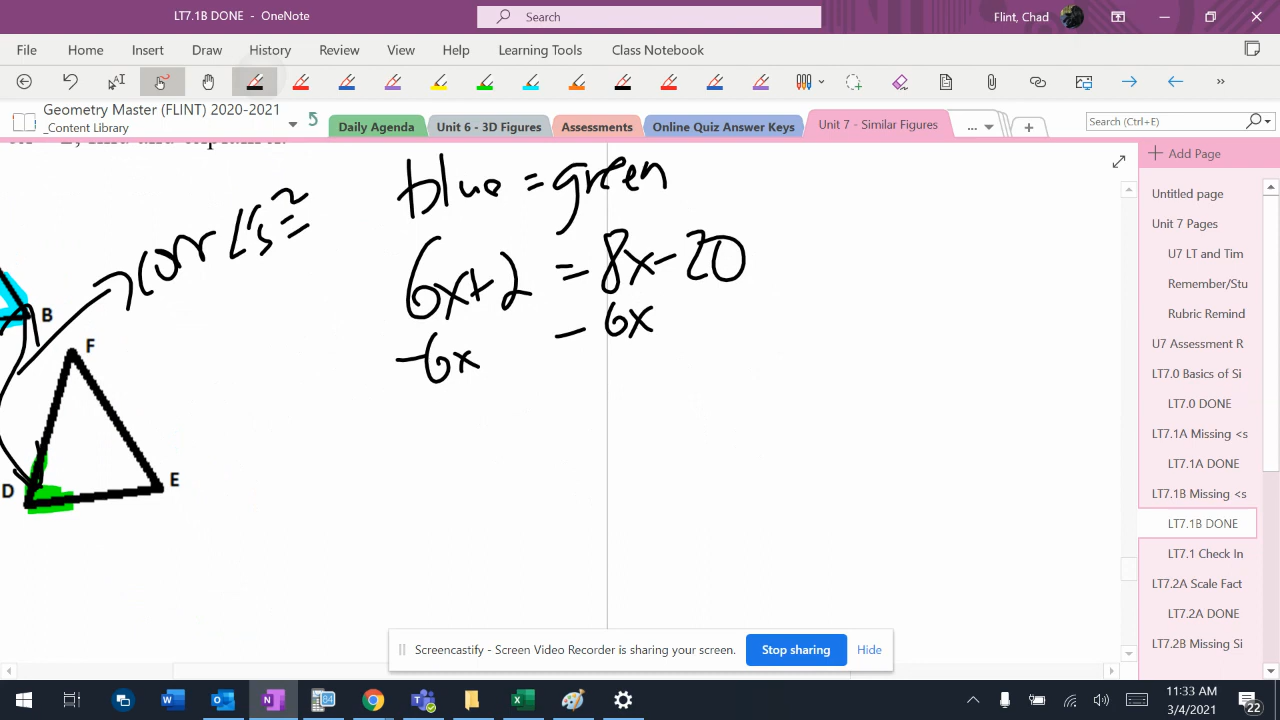 LT7.1B DONE - OneNote
Search
Flint, Chad
File Home Insert Draw History Review View Help Learning Tools Class Notebook
Geometry Master (FLINT) 2020-2021
_Content Library
Daily Agenda
Unit 6 - 3D Figures
Assessments
Online Quiz Answer Keys
Unit 7 - Similar Figures
...
Search (Ctrl+E)
Add Page
Untitled page
Unit 7 Pages
U7 LT and Tim
Remember/Stu
Rubric Remind
U7 Assessment R
LT7.0 Basics of Si
LT7.0 DONE
LT7.1A Missing <s
LT7.1A DONE
LT7.1B Missing <s
LT7.1B DONE
LT7.1 Check In
LT7.2A Scale Fact
LT7.2A DONE
LT7.2B Missing Si
blue = green
corr ∠'s ≅
6x+2 = 8x-20
-6x - 6x
B
F
D
E
Screencastify - Screen Video Recorder is sharing your screen.
Stop sharing
Hide
84
11:33 AM
3/4/2021
22